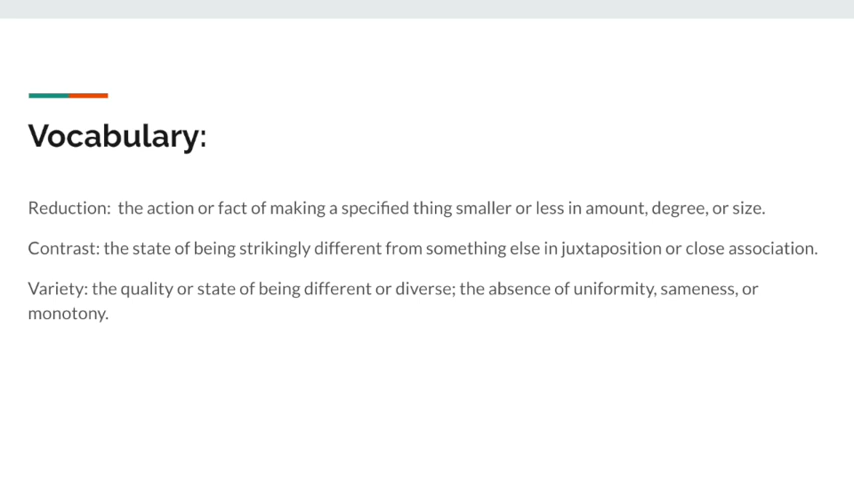 Vocabulary:
Reduction:  the action or fact of making a specified thing smaller or less in amount, degree, or size.
Contrast: the state of being strikingly different from something else in juxtaposition or close association.
Variety: the quality or state of being different or diverse; the absence of uniformity, sameness, or
monotony.